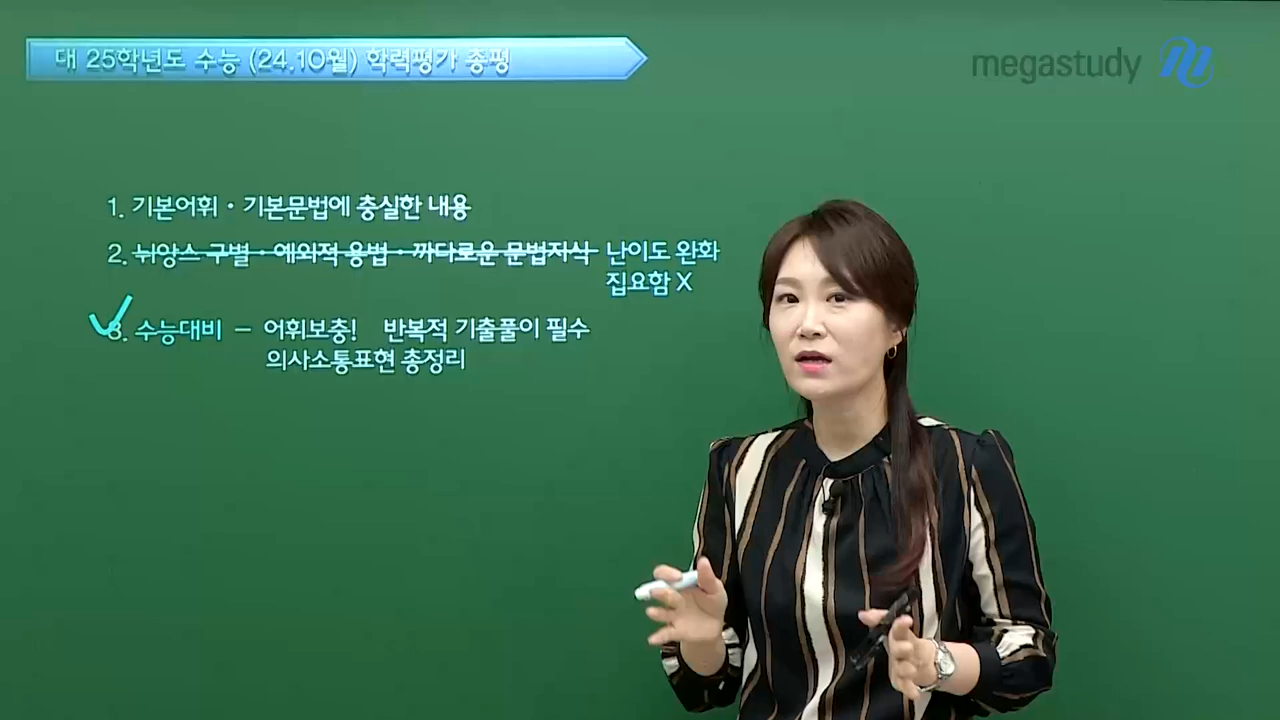 대 25학년도 수능 (24.10월) 학력평가 총평
megastudy
1. 기본어휘·기본문법에 충실한 내용
2. 뉘앙스 구별·예외적 용법·까다로운 문법지식 난이도 완화
집요함 X
3. 수능대비 - 어휘보충! 반복적 기출풀이 필수
의사소통표현 총정리